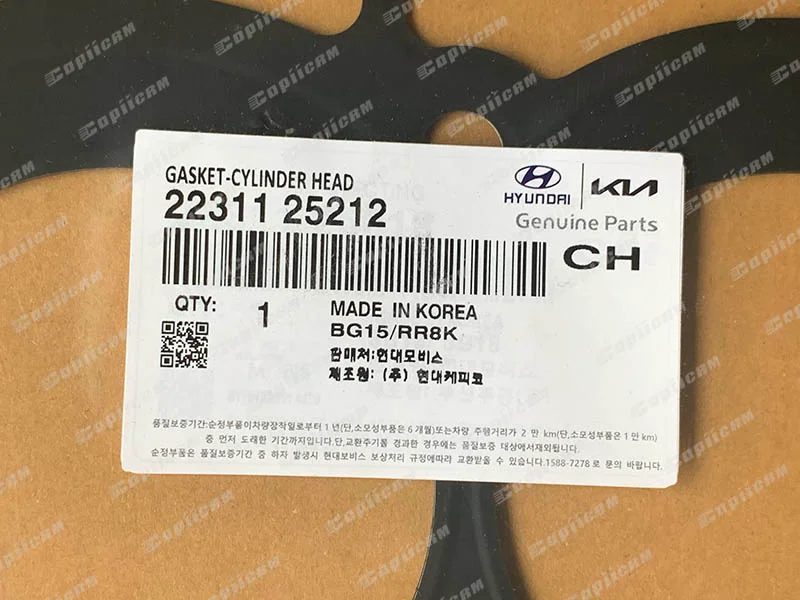 GASKET-CYLINDER HEAD
22311 25212
HYUNDAI
KIA
Genuine Parts
CH
QTY: 1
MADE IN KOREA
BG15/RR8K
판매처:현대모비스
제조원: (주) 현대케피코
품질보증기간:순정부품이차량장착일로부터 1년(단,소모성부품은 6개월)또는차량 주행거리가 2 만 km(단,소모성부품은 1만 km)
중 먼저 도래한 기간까지입니다.단,교환주기를 경과한 경우에는 품질보증 대상에서제외됩니다.
순정부품은 품질보증기간 중 하자 발생시 현대모비스 보상처리 규정에따라 교환받을 수 있습니다.1588-7278로 문의 바랍니다.
Copiicam